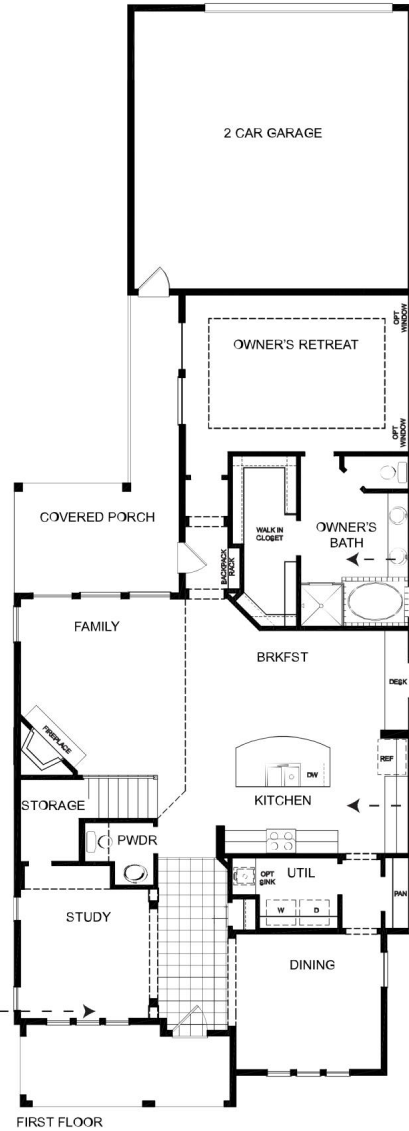 2 CAR GARAGE
OWNER'S RETREAT
OPT
WINDOW
OPT
WINDOW
COVERED PORCH
WALK IN
CLOSET
OWNER'S
BATH
BACKPACK
RACK
FAMILY
BRKFST
DESK
FIREPLACE
REF
DW
STORAGE
KITCHEN
PWDR
OPT
SINK
UTIL
W
D
PAN
STUDY
DINING
FIRST FLOOR